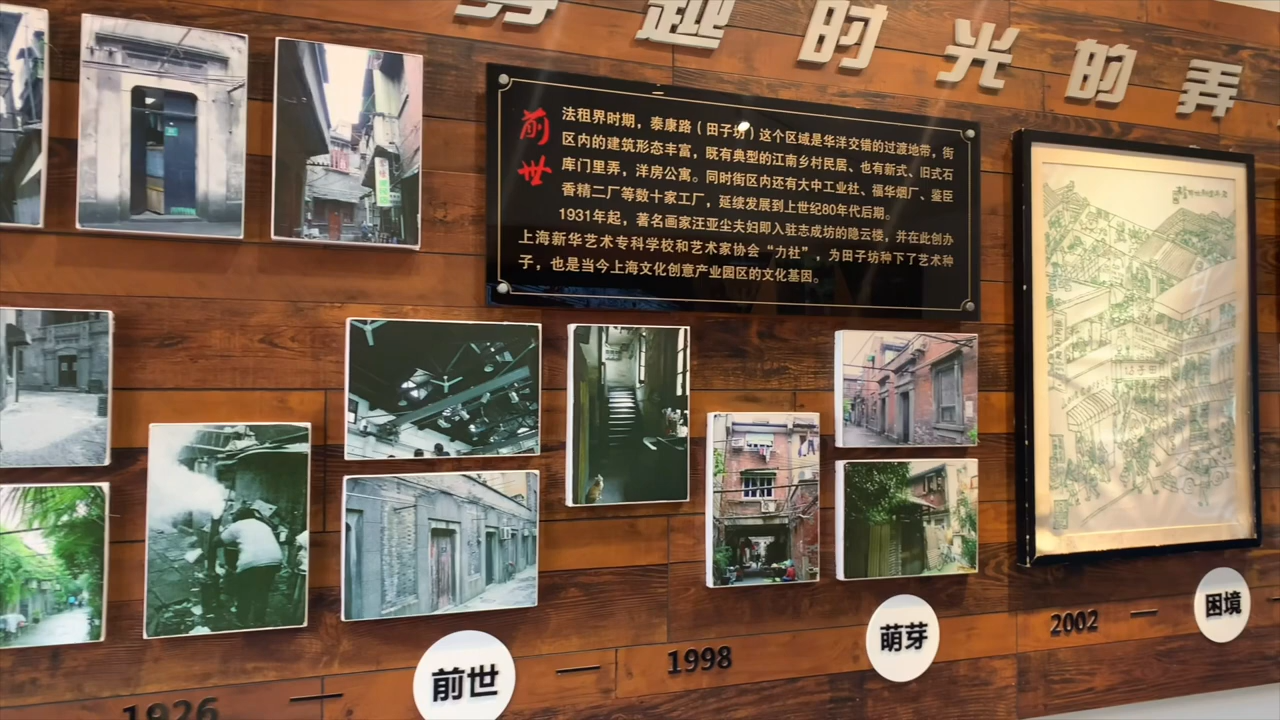 穿越时光的弄
前世
法租界时期，泰康路（田子坊）这个区域是华洋交错的过渡地带，街
区内的建筑形态丰富，既有典型的江南乡村民居、也有新式、旧式石
库门里弄，洋房公寓。同时街区内还有大中工业社、福华烟厂、鉴臣
香精二厂等数十家工厂，延续发展到上世纪80年代后期。
1931年起，著名画家汪亚尘夫妇即入驻志成坊的隐云楼，并在此创办
上海新华艺术专科学校和艺术家协会“力社”，为田子坊种下了艺术种
子，也是当今上海文化创意产业园区的文化基因。
1926
前世
1998
萌芽
2002
困境